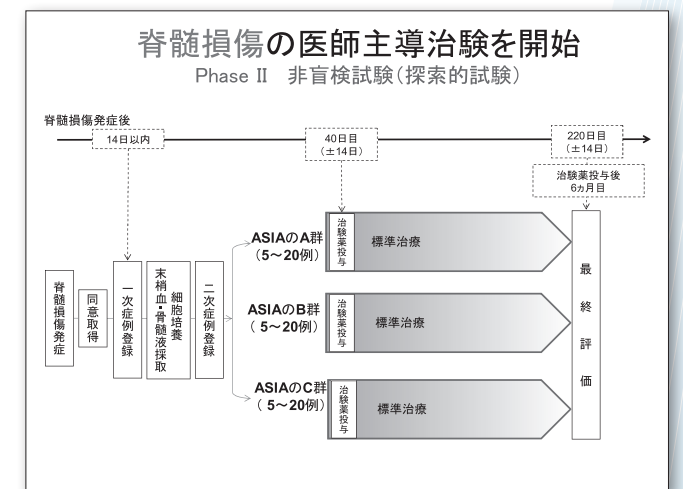 脊髄損傷の医師主導治験を開始
Phase II　非盲検試験（探索的試験）
脊髄損傷発症後
14日以内
40日目
（±14日）
220日目
（±14日）
治験薬投与後
6ヵ月目
脊髄損傷発症
同意取得
一次症例登録
細胞培養
末梢血・骨髄液採取
二次症例登録
ASIAのA群
（5～20例）
治験薬投与
標準治療
ASIAのB群
（ 5～20例）
治験薬投与
標準治療
ASIAのC群
（ 5～20例）
治験薬投与
標準治療
最終評価